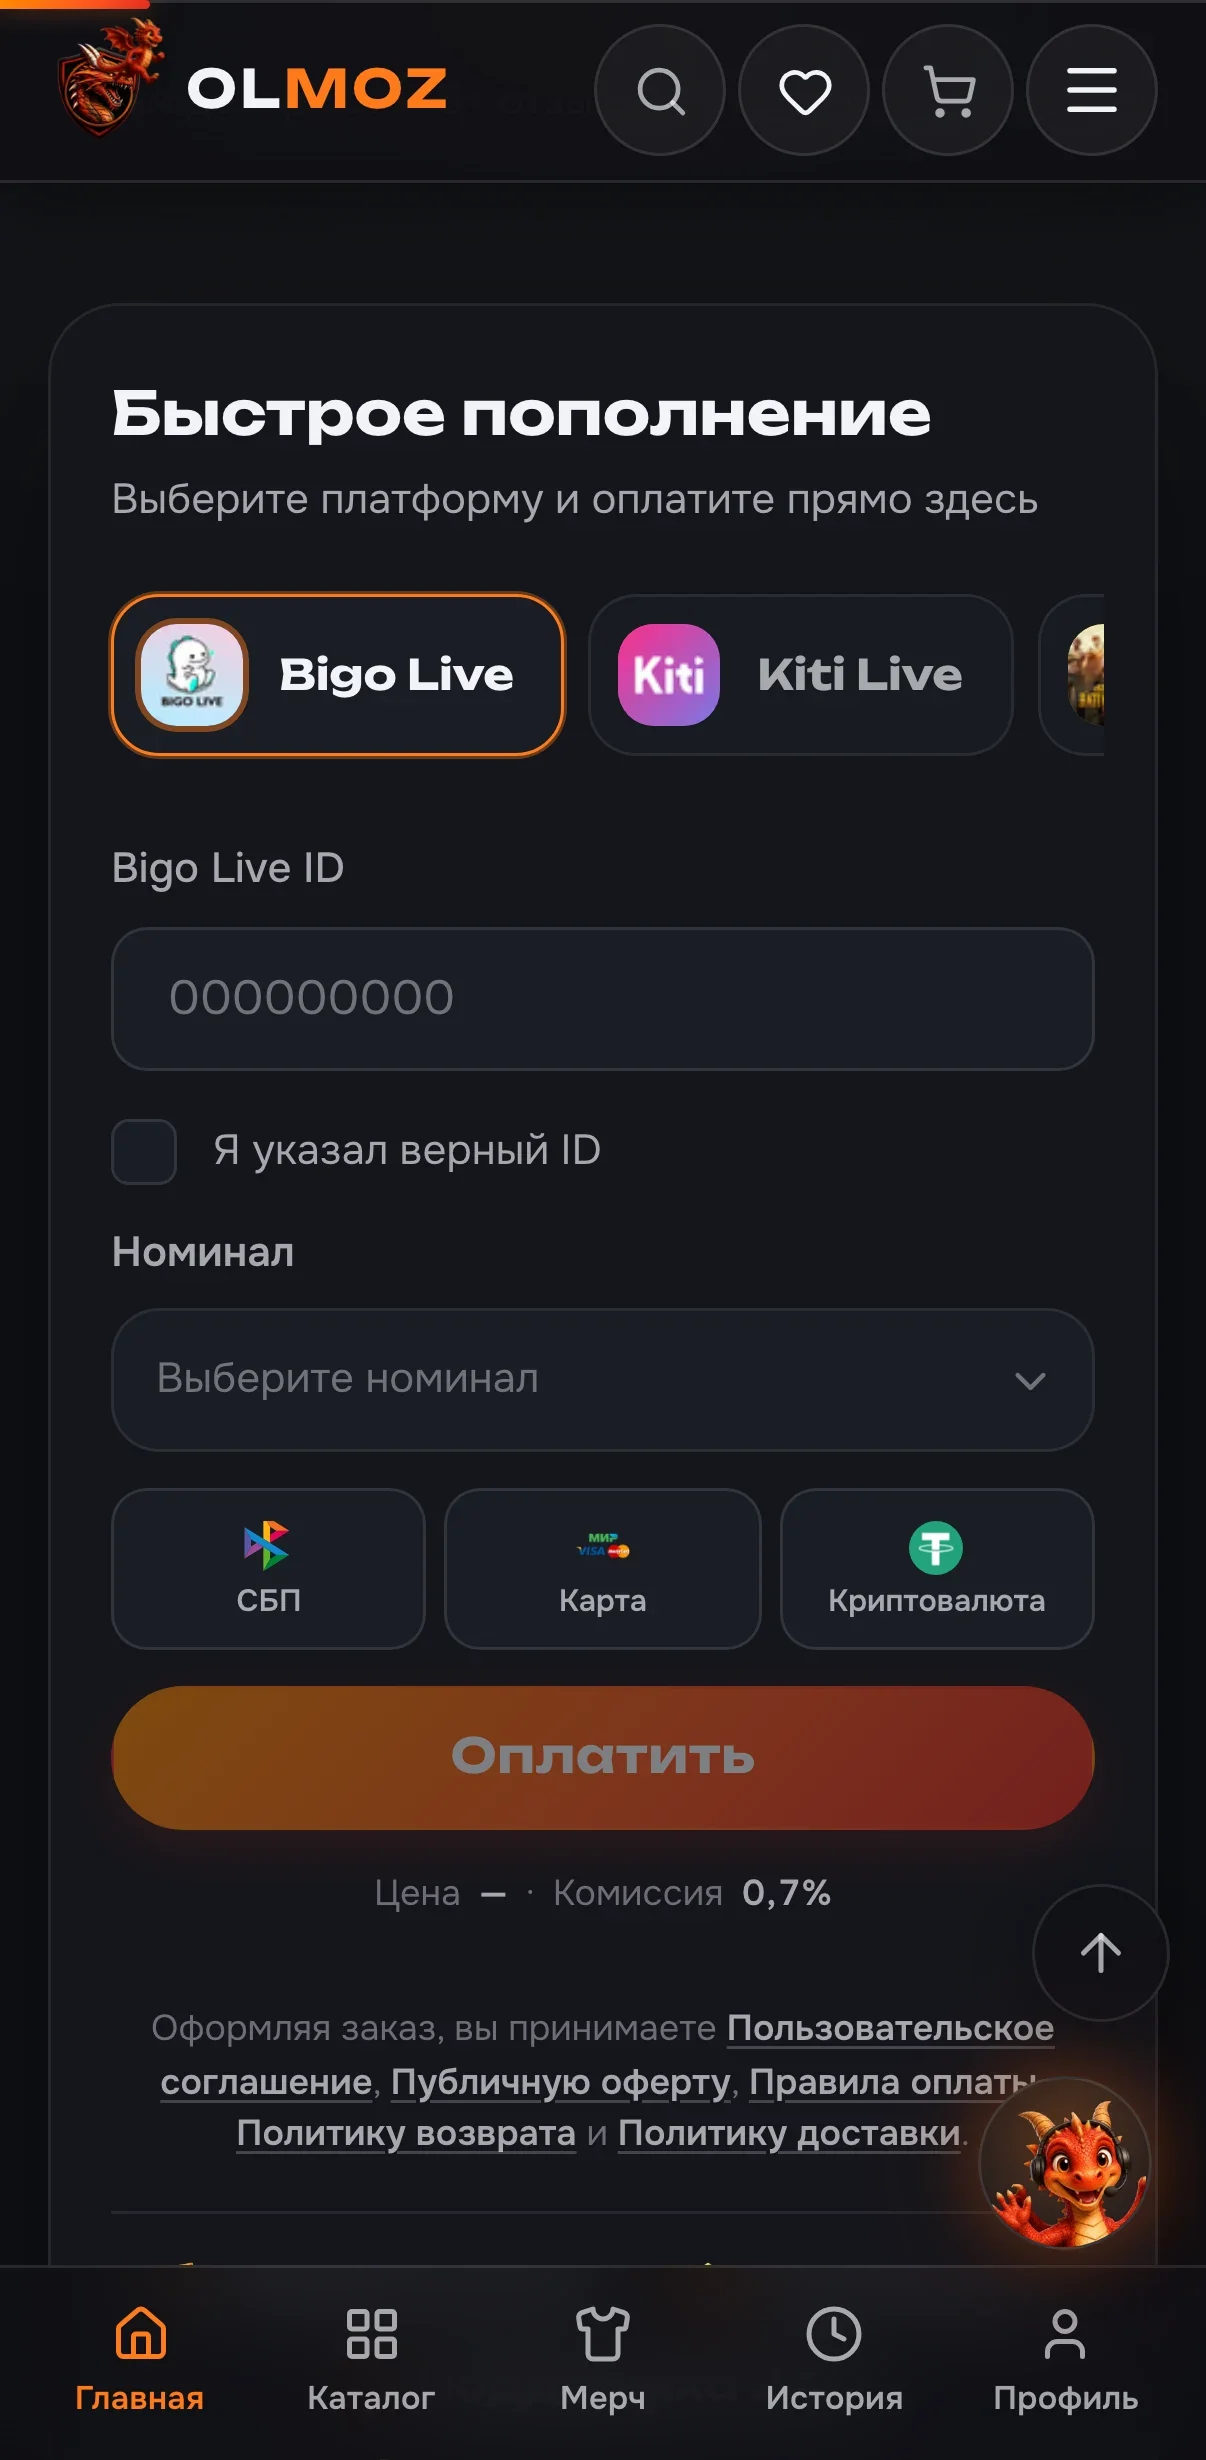 OLMOZ
Быстрое пополнение
Выберите платформу и оплатите прямо здесь
BIGO LIVE
Bigo Live
Kiti
Kiti Live
Bigo Live ID
000000000
Я указал верный ID
Номинал
Выберите номинал
СБП
МИР
VISA
Карта
Криптовалюта
Оплатить
Цена — · Комиссия 0,7%
Оформляя заказ, вы принимаете Пользовательское
соглашение, Публичную оферту, Правила оплаты
Политику возврата и Политику доставки.
Главная
Каталог
Мерч
История
Профиль